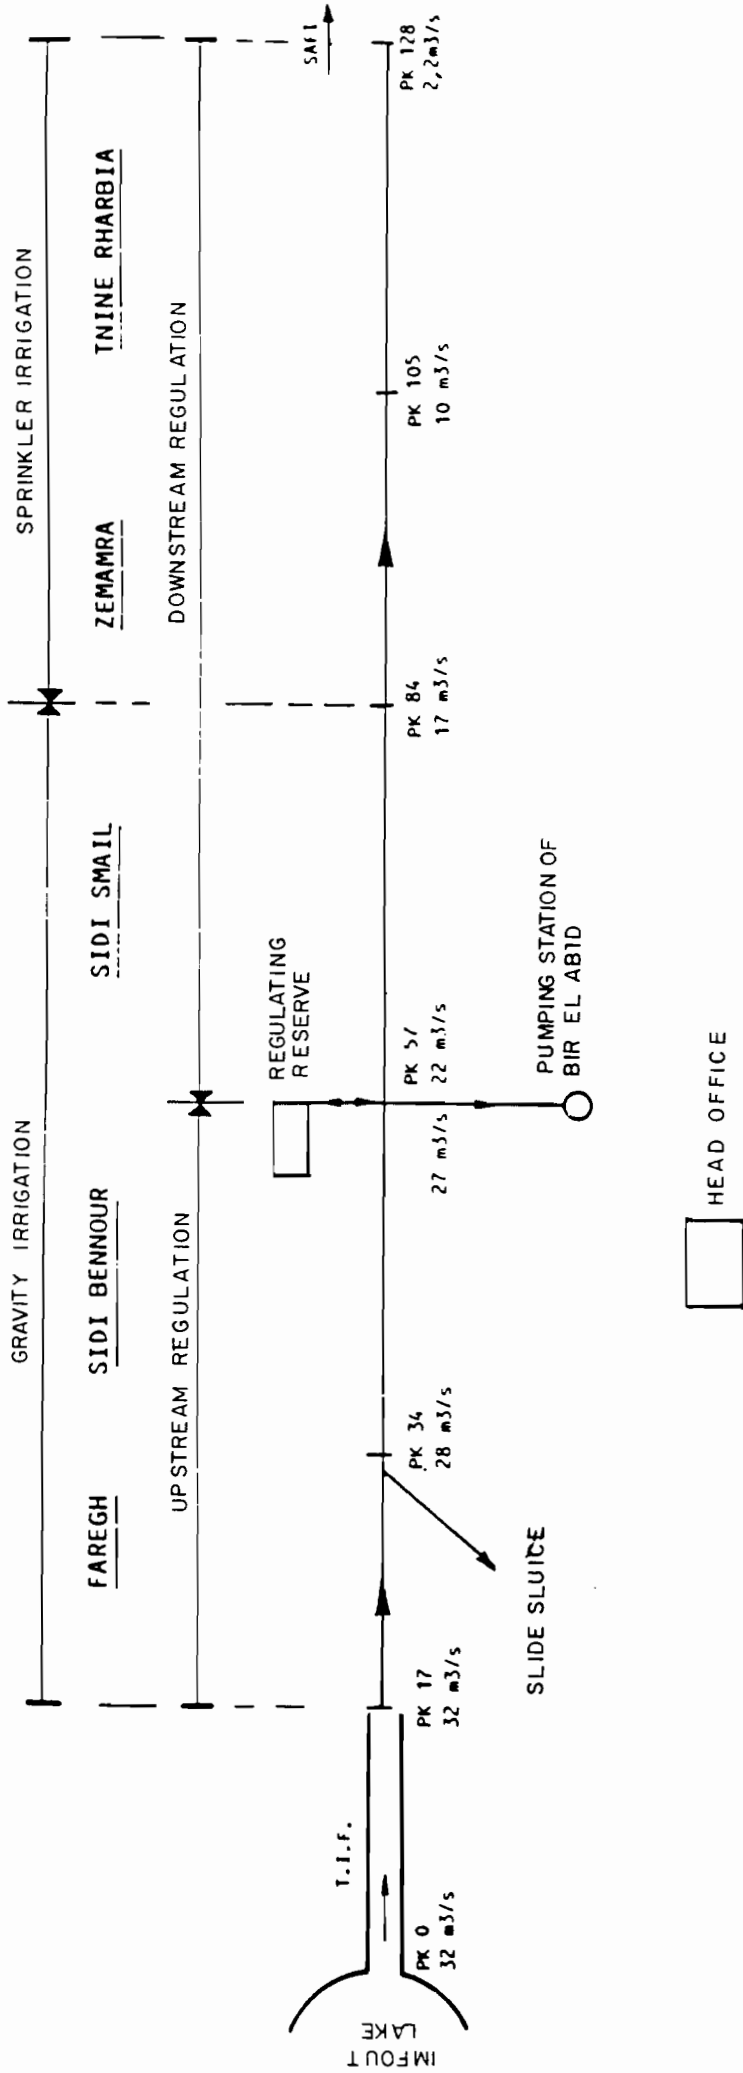 GRAVITY IRRIGATION
SPRINKLER IRRIGATION
FAREGH
SIDI BENNOUR
SIDI SMAIL
ZEMAMRA
TNINE RHARBIA
UPSTREAM REGULATION
DOWNSTREAM REGULATION
REGULATING
RESERVE
SAFI
T.I.F.
IMFOUT
LAKE
PK 0
32 m3/s
PK 17
32 m3/s
PK 34
28 m3/s
27 m3/s
PK 57
22 m3/s
PK 84
17 m3/s
PK 105
10 m3/s
PK 128
2,2m3/s
SLIDE SLUICE
PUMPING STATION OF
BIR EL ABID
HEAD OFFICE